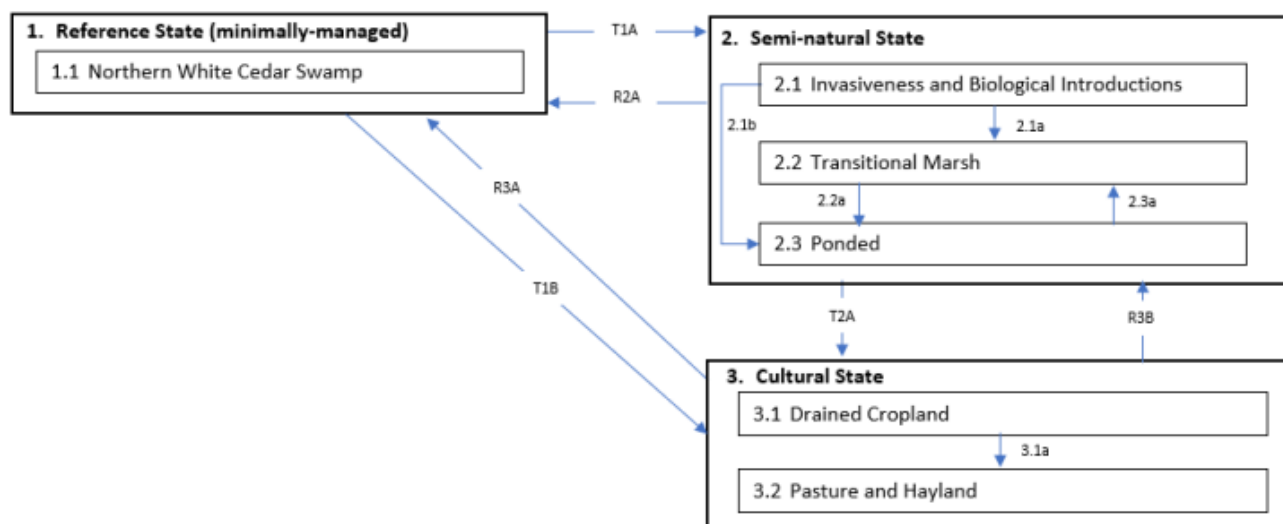 1. Reference State (minimally-managed)
1.1 Northern White Cedar Swamp
T1A
R2A
2. Semi-natural State
2.1 Invasiveness and Biological Introductions
2.1b
2.1a
2.2 Transitional Marsh
2.2a
2.3a
2.3 Ponded
R3A
T1B
T2A
R3B
3. Cultural State
3.1 Drained Cropland
3.1a
3.2 Pasture and Hayland